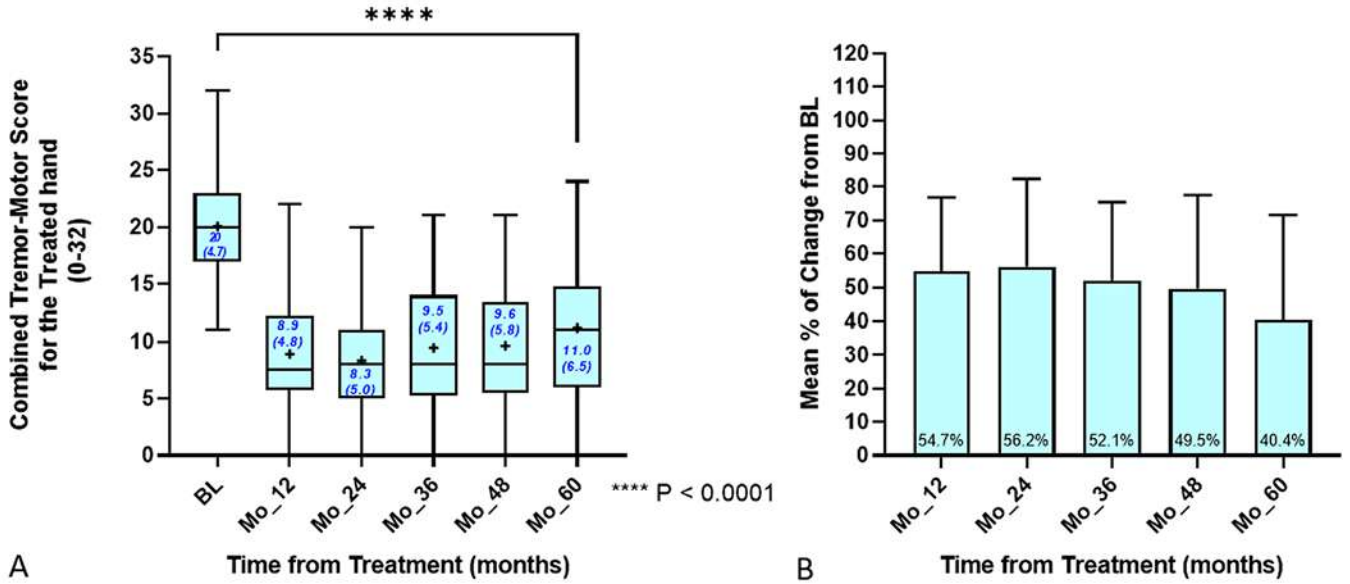 ****
Combined Tremor-Motor Score
for the Treated hand
(0-32)
35
30
25
20
15
10
5
0
20
(4.7)
8.9
(4.8)
8.3
(5.0)
9.5
(5.4)
9.6
(5.8)
11.0
(6.5)
BL
Mo_12
Mo_24
Mo_36
Mo_48
Mo_60
**** P < 0.0001
Time from Treatment (months)
A
Mean % of Change from BL
120
110
100
90
80
70
60
50
40
30
20
10
0
54.7%
56.2%
52.1%
49.5%
40.4%
Mo_12
Mo_24
Mo_36
Mo_48
Mo_60
Time from Treatment (months)
B